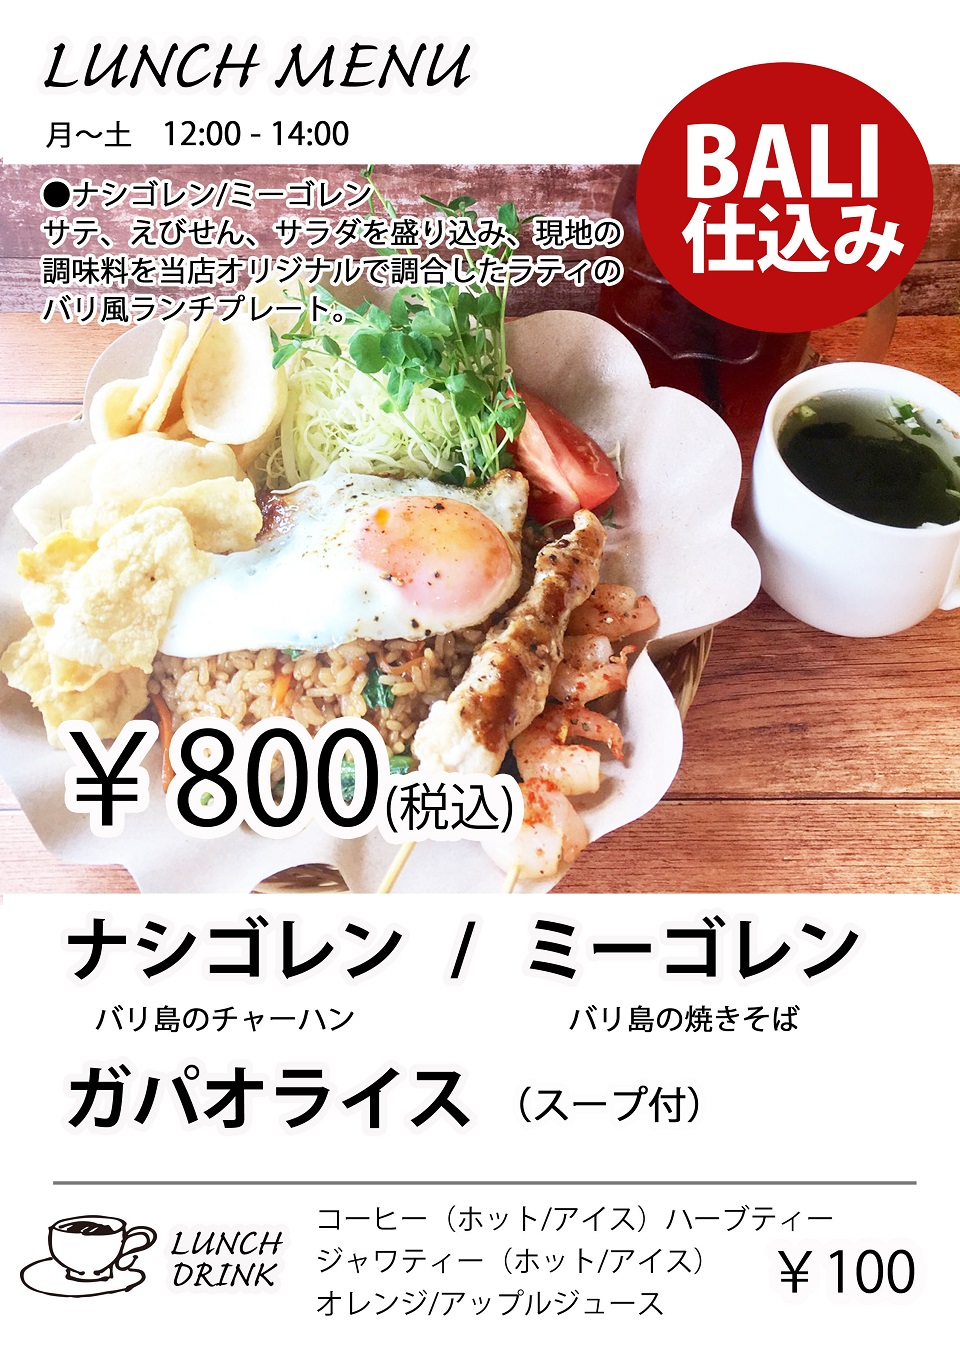 LUNCH MENU
月～土 12:00 - 14:00
BALI
仕込み
●ナシゴレン/ミーゴレン
サテ、えびせん、サラダを盛り込み、現地の
調味料を当店オリジナルで調合したラティの
バリ風ランチプレート。
￥800(税込)
ナシゴレン / ミーゴレン
バリ島のチャーハン バリ島の焼きそば
ガパオライス （スープ付）
LUNCH
DRINK
コーヒー（ホット/アイス）ハーブティー
ジャワティー（ホット/アイス）
オレンジ/アップルジュース
￥100